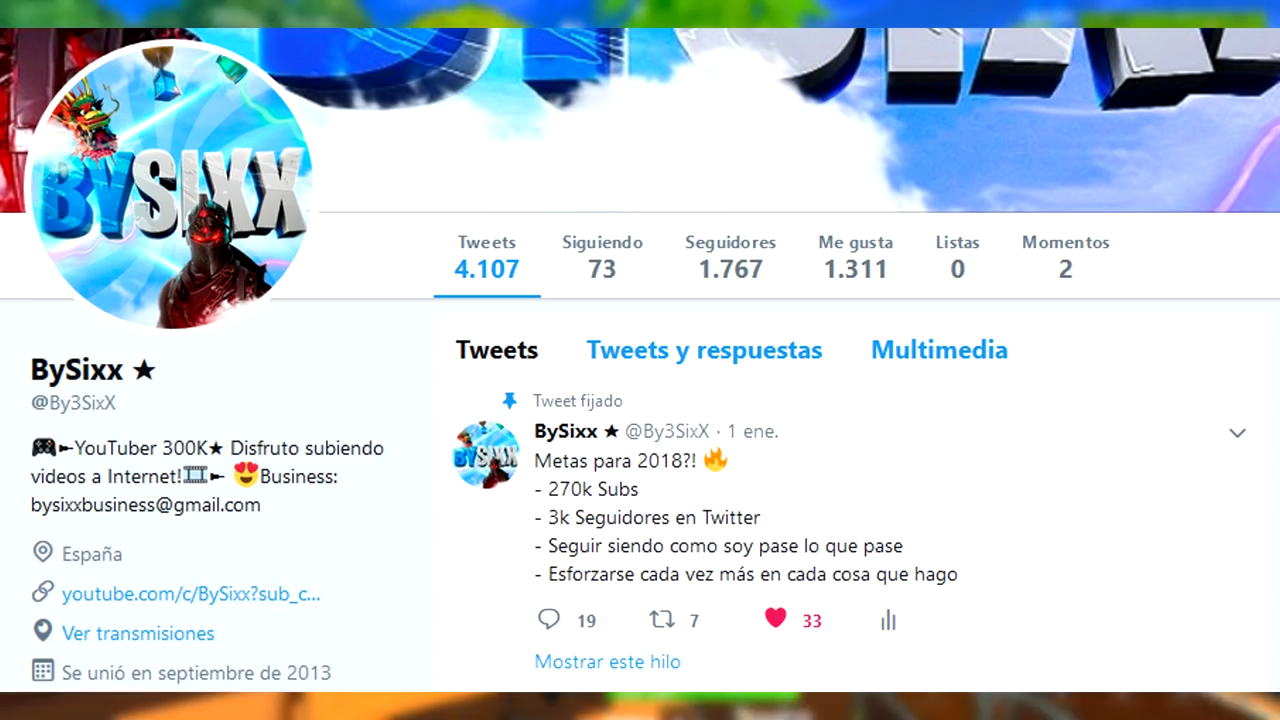 BYSIXX
Tweets Siguiendo Seguidores Me gusta Listas Momentos
4.107 73 1.767 1.311 0 2
BySixx ★
@By3SixX
🎮►YouTuber 300K★ Disfruto subiendo
videos a Internet!🎞► 😍Business:
bysixxbusiness@gmail.com
España
youtube.com/c/BySixx?sub_c...
Ver transmisiones
Se unió en septiembre de 2013
Tweets Tweets y respuestas Multimedia
Tweet fijado
BYSIXX
BySixx ★ @By3SixX · 1 ene.
Metas para 2018?! 🔥
- 270k Subs
- 3k Seguidores en Twitter
- Seguir siendo como soy pase lo que pase
- Esforzarse cada vez más en cada cosa que hago
19 7 33
Mostrar este hilo